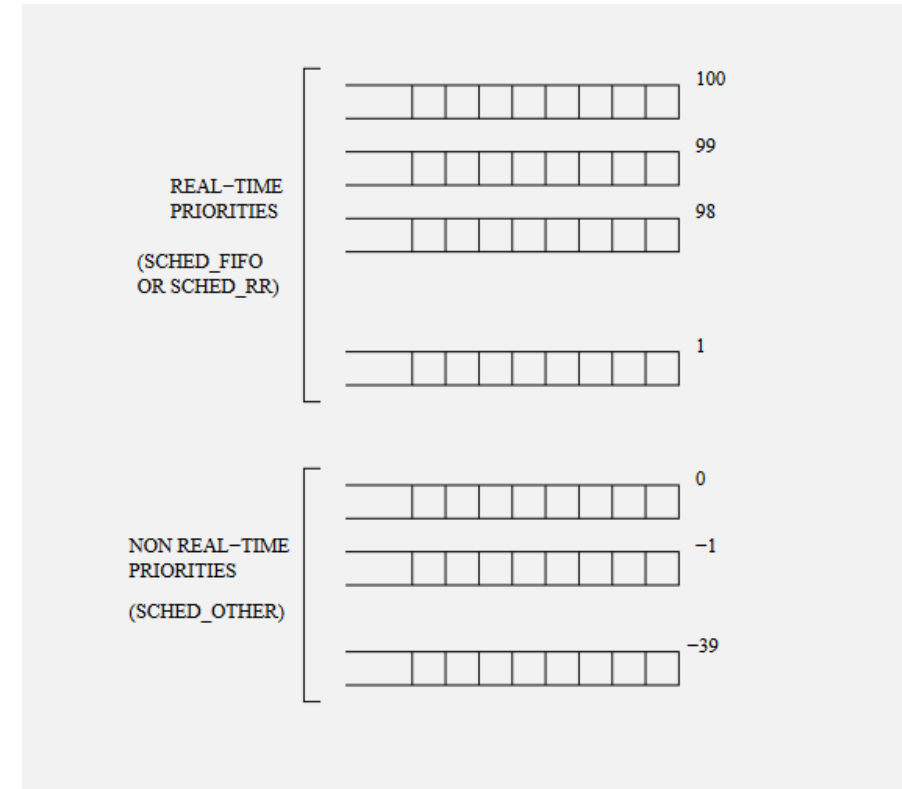 100
99
REAL−TIME
PRIORITIES
98
(SCHED_FIFO
OR SCHED_RR)
1
0
NON REAL−TIME
PRIORITIES
−1
(SCHED_OTHER)
−39